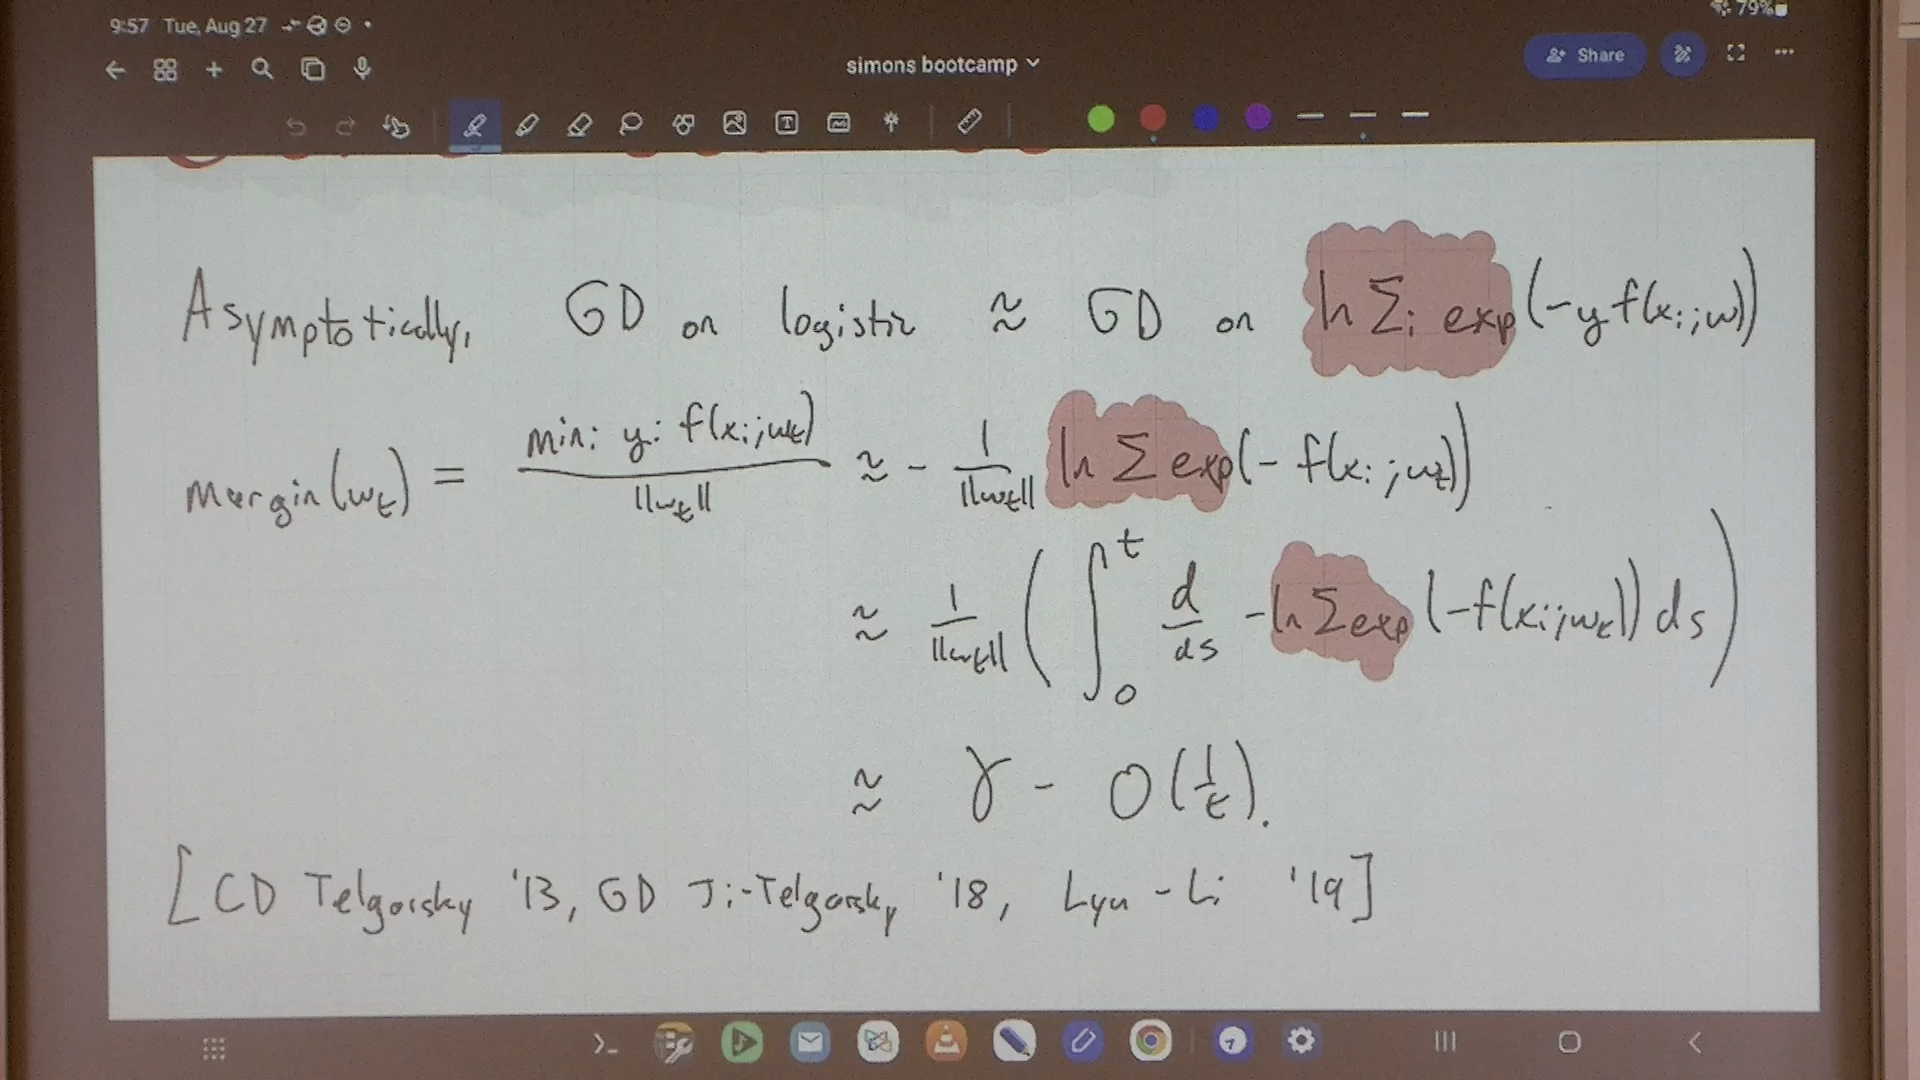 9:57 Tue, Aug 27
79%
simons bootcamp
Share
Asymptotically, GD on logistic ≈ GD on ln Σᵢ exp(-y f(xᵢ;w))
margin(wₜ) = minᵢ yᵢ f(xᵢ;wₜ) / ||wₜ|| ≈ - 1/||wₜ|| ln Σ exp(- f(xᵢ;wₜ))
≈ 1/||wₜ|| ( ∫₀ᵗ d/ds -ln Σ exp(-f(xᵢ;wₜ)) ds )
≈ γ - O(1/t).
[CD Telgarsky '13, GD Ji-Telgarsky '18, Lyu-Li '19]